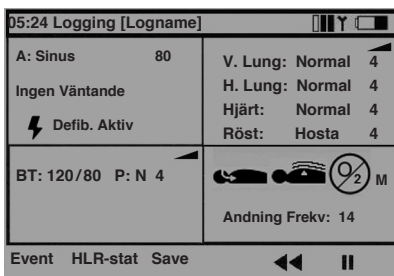 05:24 Logging [Logname]
A: Sinus 80
Ingen Väntande
Defib. Aktiv
V. Lung: Normal 4
H. Lung: Normal 4
Hjärt: Normal 4
Röst: Hosta 4
BT: 120/80 P: N 4
O/2 M
Andning Frekv: 14
Event HLR-stat Save